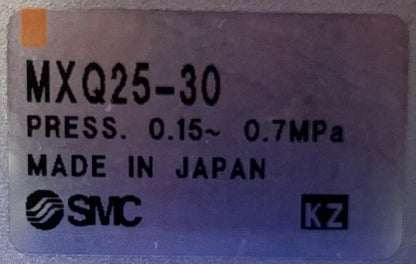 MXQ25-30
PRESS. 0.15~ 0.7MPa
MADE IN JAPAN
SMC KZ